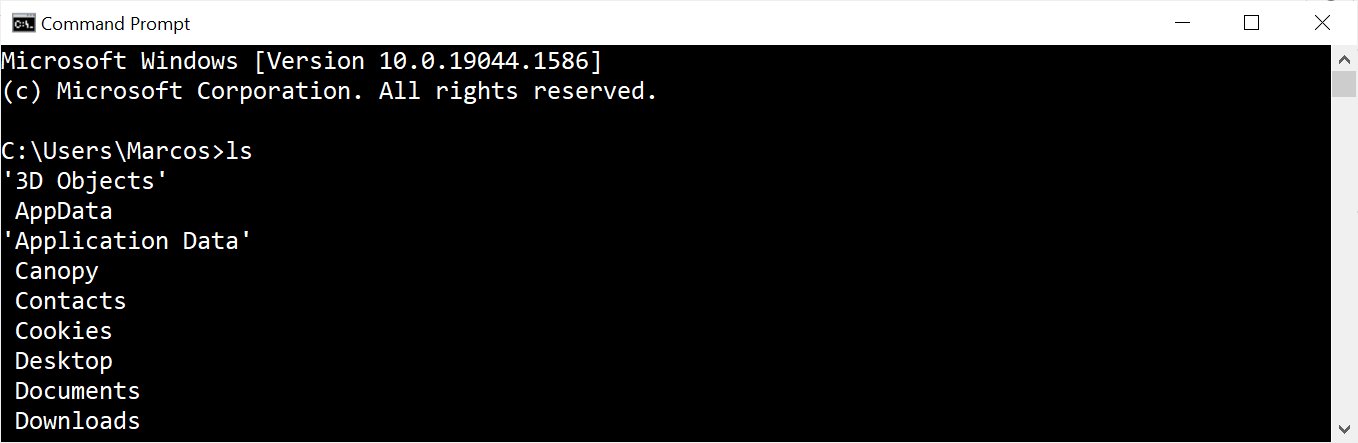 Command Prompt
Microsoft Windows [Version 10.0.19044.1586]
(c) Microsoft Corporation. All rights reserved.
C:\Users\Marcos>ls
'3D Objects'
AppData
'Application Data'
Canopy
Contacts
Cookies
Desktop
Documents
Downloads